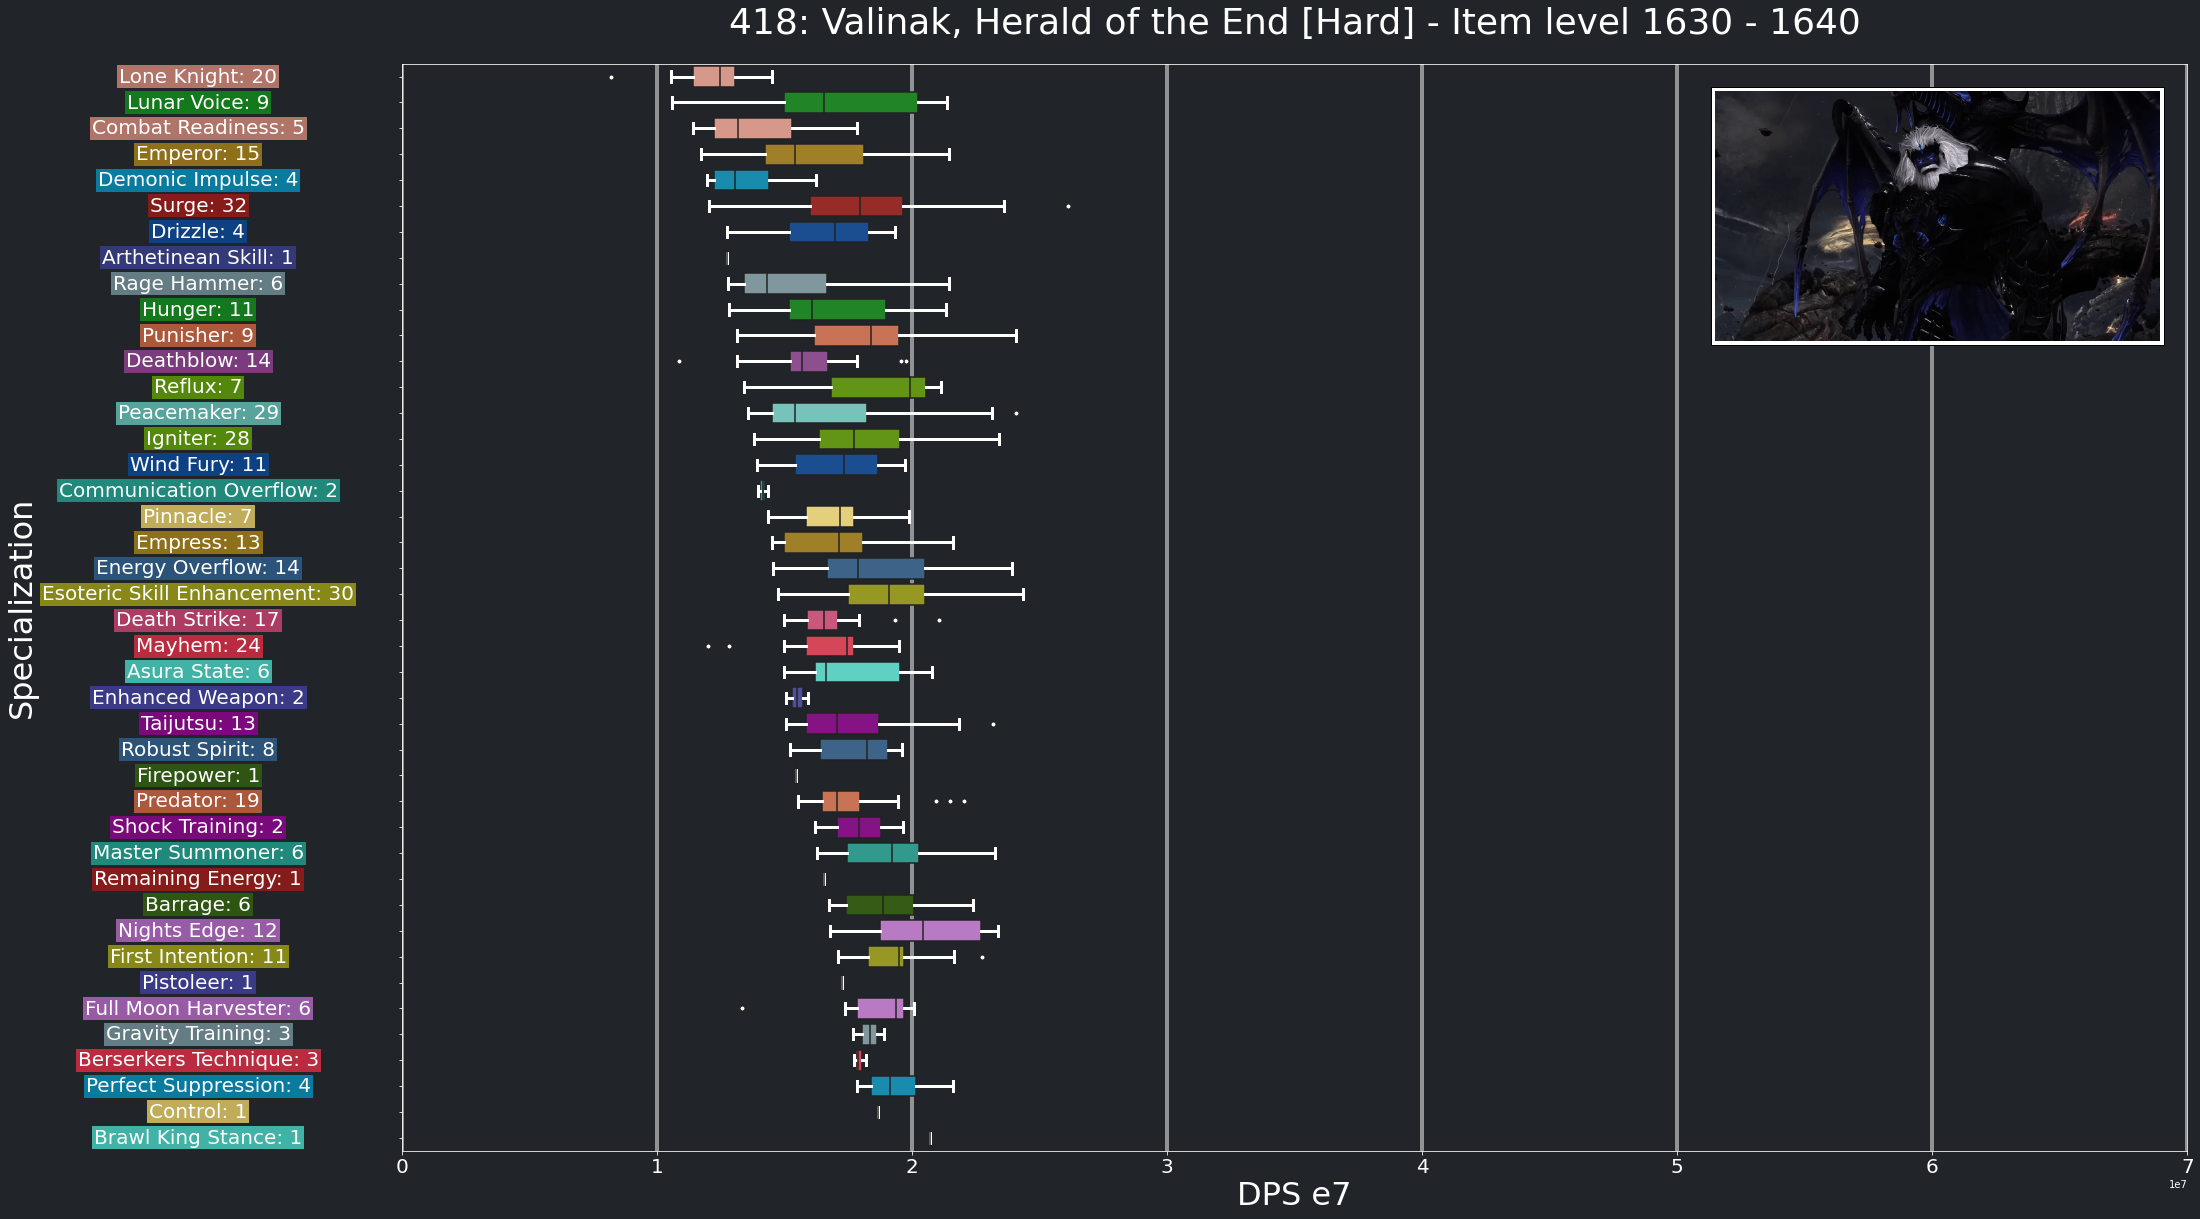 418: Valinak, Herald of the End [Hard] - Item level 1630 - 1640
Specialization
Lone Knight: 20
Lunar Voice: 9
Combat Readiness: 5
Emperor: 15
Demonic Impulse: 4
Surge: 32
Drizzle: 4
Arthetinean Skill: 1
Rage Hammer: 6
Hunger: 11
Punisher: 9
Deathblow: 14
Reflux: 7
Peacemaker: 29
Igniter: 28
Wind Fury: 11
Communication Overflow: 2
Pinnacle: 7
Empress: 13
Energy Overflow: 14
Esoteric Skill Enhancement: 30
Death Strike: 17
Mayhem: 24
Asura State: 6
Enhanced Weapon: 2
Taijutsu: 13
Robust Spirit: 8
Firepower: 1
Predator: 19
Shock Training: 2
Master Summoner: 6
Remaining Energy: 1
Barrage: 6
Nights Edge: 12
First Intention: 11
Pistoleer: 1
Full Moon Harvester: 6
Gravity Training: 3
Berserkers Technique: 3
Perfect Suppression: 4
Control: 1
Brawl King Stance: 1
0 1 2 3 4 5 6 7
1e7
DPS e7